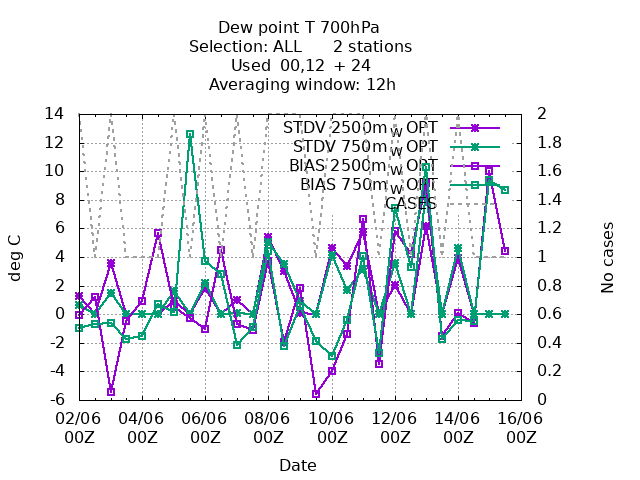 Dew point T 700hPa
Selection: ALL 2 stations
Used 00,12 + 24
Averaging window: 12h
14 2
12 1.8
10 1.6
8 1.4
6 1.2
4 1
2 0.8
0 0.6
-2 0.4
-4 0.2
-6 0
STDV 2500m w OPT
STDV 750m w OPT
BIAS 2500m w OPT
BIAS 750m w OPT
CASES
deg C
No cases
02/06 04/06 06/06 08/06 10/06 12/06 14/06 16/06
00Z 00Z 00Z 00Z 00Z 00Z 00Z 00Z
Date